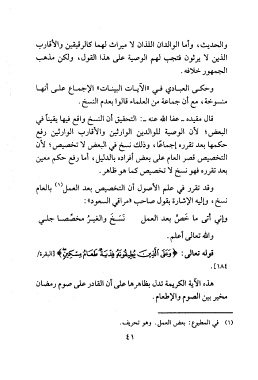 والحديث، وأما الوالدان اللذان لا ميراث لهما كالرقيقين والأقارب
الذين لا يرثون فتجب لهم الوصية على هذا القول، ولكن مذهب
الجمهور خلافه.
وحكى العبادي في «الآيات البينات» الإجماع على أنها
منسوخة، مع أن جماعة من العلماء قالوا بعدم النسخ.
قال مقيده ـ عفا الله عنه ـ: التحقيق أن النسخ واقع فيها يقيناً في
البعض؛ لأن الوصية للوالدين الوارثين والأقارب الوارثين رفع
حكمها بعد تقرره إجماعًا، وذلك نسخ في البعض لا تخصيص؛ لأن
التخصيص قصر العام على بعض أفراده بالدليل، أما رفع حكم معين
بعد تقرره فهو نسخ لا تخصيص كما هو ظاهر.
وقد تقرر في علم الأصول أن التخصيص بعد العمل(١) بالعام
نسخ، وإليه الإشارة بقول صاحب «مراقي السعود»:
وإن أتى ما خَصَّ بعد العمل نَسَخَ والغيرُ مخصِّصا جلي
والله تعالى أعلم.
قوله تعالى: ﴿وَعَلَى ٱلَّذِينَ يُطِيقُونَهُۥ فِدْيَةٌ طَعَامُ مِسْكِينٍ﴾ [البقرة/
١٨٤].
هذه الآية الكريمة تدل بظاهرها على أن القادر على صوم رمضان
مخير بين الصوم والإطعام.
(١) في المطبوع: بعض العمل. وهو تحريف.
٤١